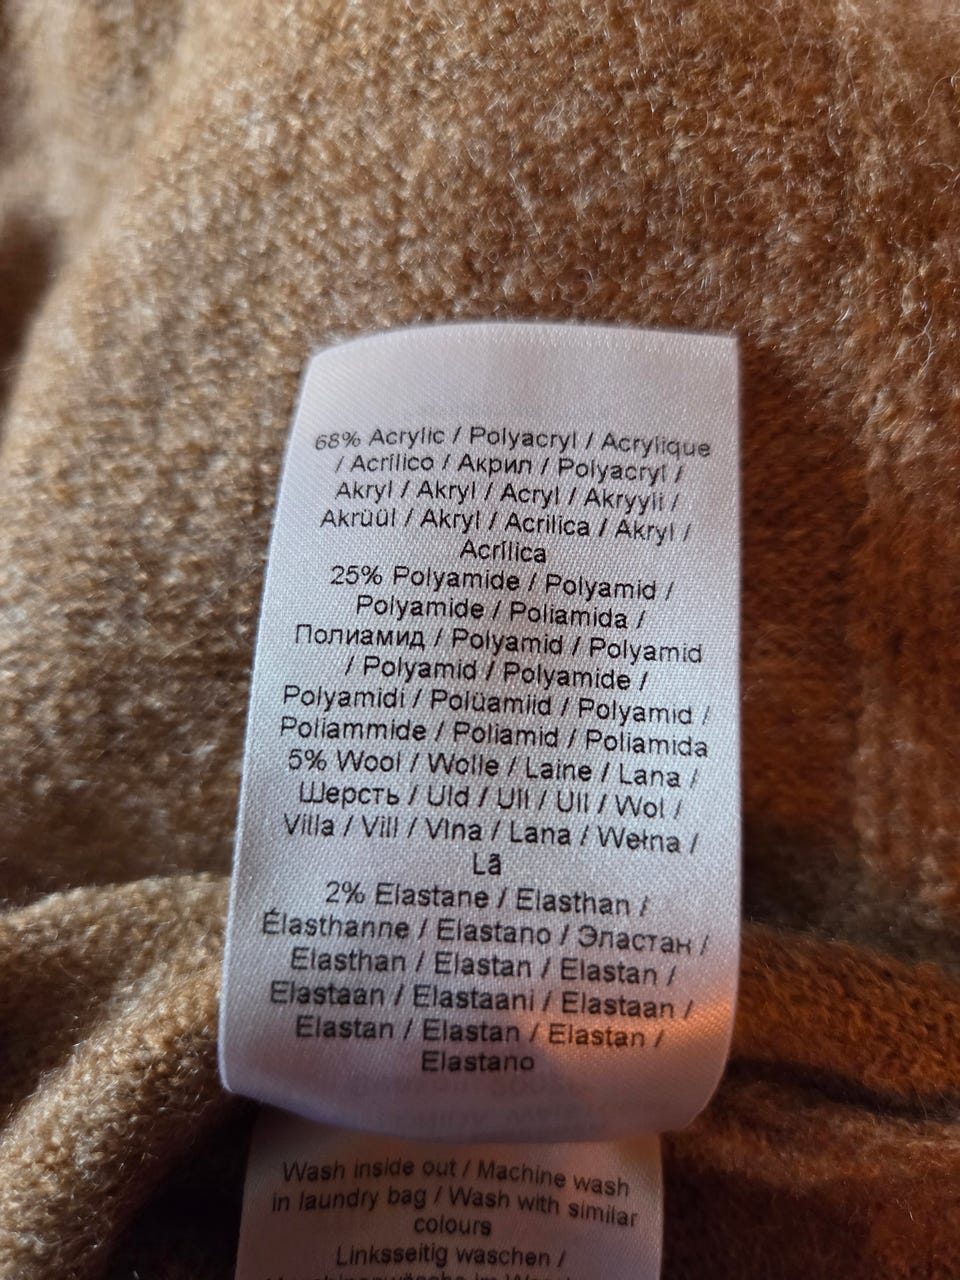 68% Acrylic / Polyacryl / Acrylique
/ Acrílico / Акрил / Polyacryl /
Akryl / Akryl / Acryl / Akryyli /
Akrüül / Akryl / Acrilica / Akryl /
Acrílica
25% Polyamide / Polyamid /
Polyamide / Poliamida /
Полиамид / Polyamid / Polyamid
/ Polyamid / Polyamide /
Polyamidi / Polüamiid / Polyamid /
Poliammide / Poliamid / Poliamida
5% Wool / Wolle / Laine / Lana /
Шерсть / Uld / Ull / Ull / Wol /
Villa / Vill / Vlna / Lana / Wełna /
Lã
2% Elastane / Elasthan /
Élasthanne / Elastano / Эластан /
Elasthan / Elastan / Elastan /
Elastaan / Elastaani / Elastaan /
Elastan / Elastan / Elastan /
Elastano
Wash inside out / Machine wash
in laundry bag / Wash with similar
colours
Linksseitig waschen /